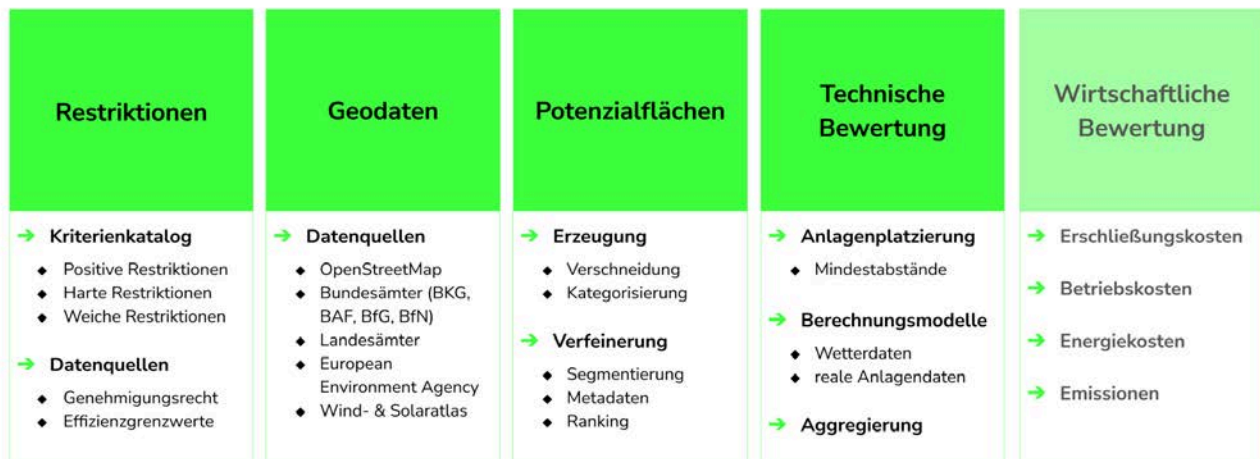 Restriktionen
→ Kriterienkatalog
◆ Positive Restriktionen
◆ Harte Restriktionen
◆ Weiche Restriktionen
→ Datenquellen
◆ Genehmigungsrecht
◆ Effizienzgrenzwerte
Geodaten
→ Datenquellen
◆ OpenStreetMap
◆ Bundesämter (BKG,
BAF, BfG, BfN)
◆ Landesämter
◆ European
Environment Agency
◆ Wind- & Solaratlas
Potenzialflächen
→ Erzeugung
◆ Verschneidung
◆ Kategorisierung
→ Verfeinerung
◆ Segmentierung
◆ Metadaten
◆ Ranking
Technische
Bewertung
→ Anlagenplatzierung
◆ Mindestabstände
→ Berechnungsmodelle
◆ Wetterdaten
◆ reale Anlagendaten
→ Aggregierung
Wirtschaftliche
Bewertung
→ Erschließungskosten
→ Betriebskosten
→ Energiekosten
→ Emissionen